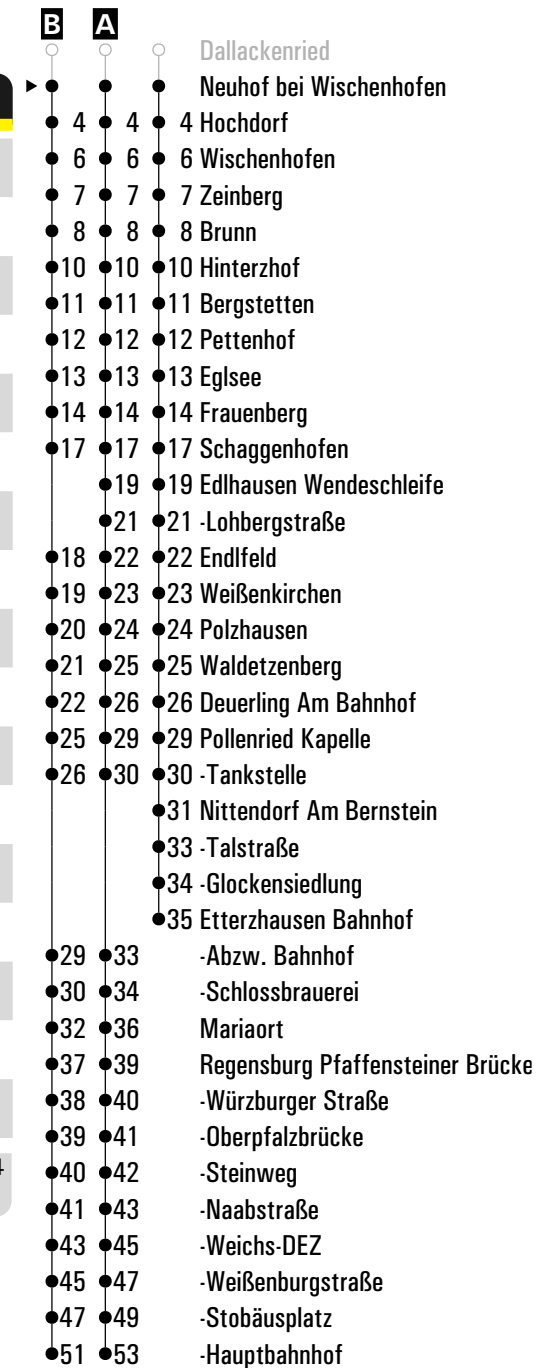 B A
Dallackenried
Neuhof bei Wischenhofen
4 4 4 Hochdorf
6 6 6 Wischenhofen
7 7 7 Zeinberg
8 8 8 Brunn
10 10 10 Hinterzhof
11 11 11 Bergstetten
12 12 12 Pettenhof
13 13 13 Eglsee
14 14 14 Frauenberg
17 17 17 Schaggenhofen
19 19 Edlhausen Wendeschleife
21 21 -Lohbergstraße
18 22 22 Endlfeld
19 23 23 Weißenkirchen
20 24 24 Polzhausen
21 25 25 Waldetzenberg
22 26 26 Deuerling Am Bahnhof
25 29 29 Pollenried Kapelle
26 30 30 -Tankstelle
31 Nittendorf Am Bernstein
33 -Talstraße
34 -Glockensiedlung
35 Etterzhausen Bahnhof
29 33 -Abzw. Bahnhof
30 34 -Schlossbrauerei
32 36 Mariaort
37 39 Regensburg Pfaffensteiner Brücke
38 40 -Würzburger Straße
39 41 -Oberpfalzbrücke
4 40 42 -Steinweg
41 43 -Naabstraße
43 45 -Weichs-DEZ
45 47 -Weißenburgstraße
47 49 -Stobäusplatz
51 53 -Hauptbahnhof